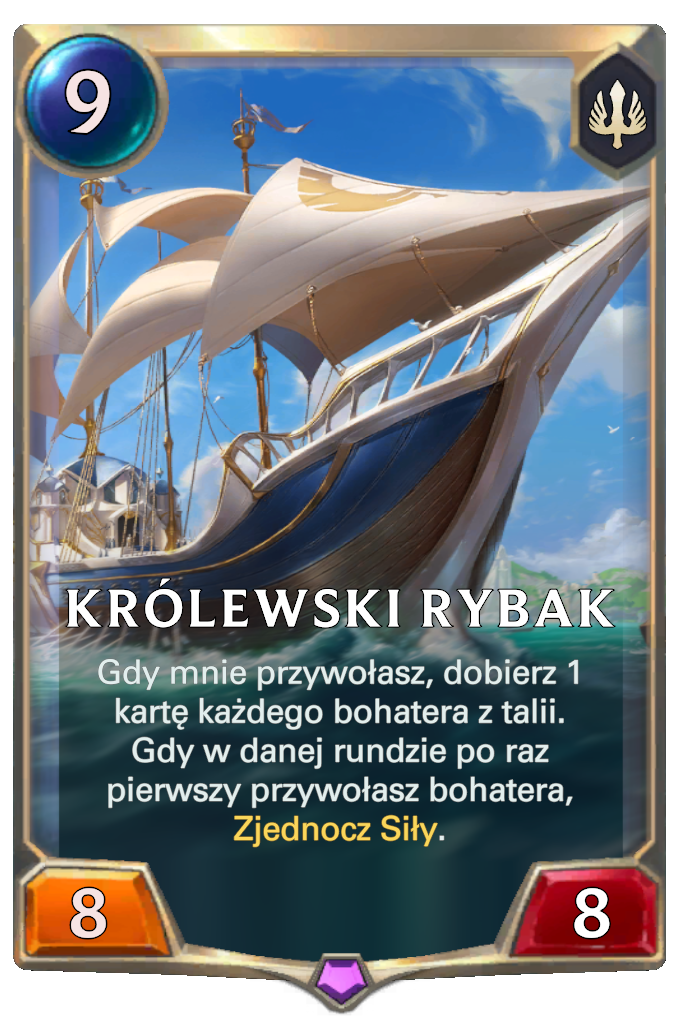 9
KRÓLEWSKI RYBAK
Gdy mnie przywołasz, dobierz 1
kartę każdego bohatera z talii.
Gdy w danej rundzie po raz
pierwszy przywołasz bohatera,
Zjednocz Siły.
8
8